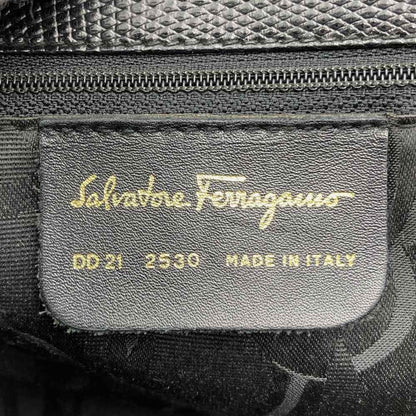 Salvatore Ferragamo
DD 21 2530 MADE IN ITALY